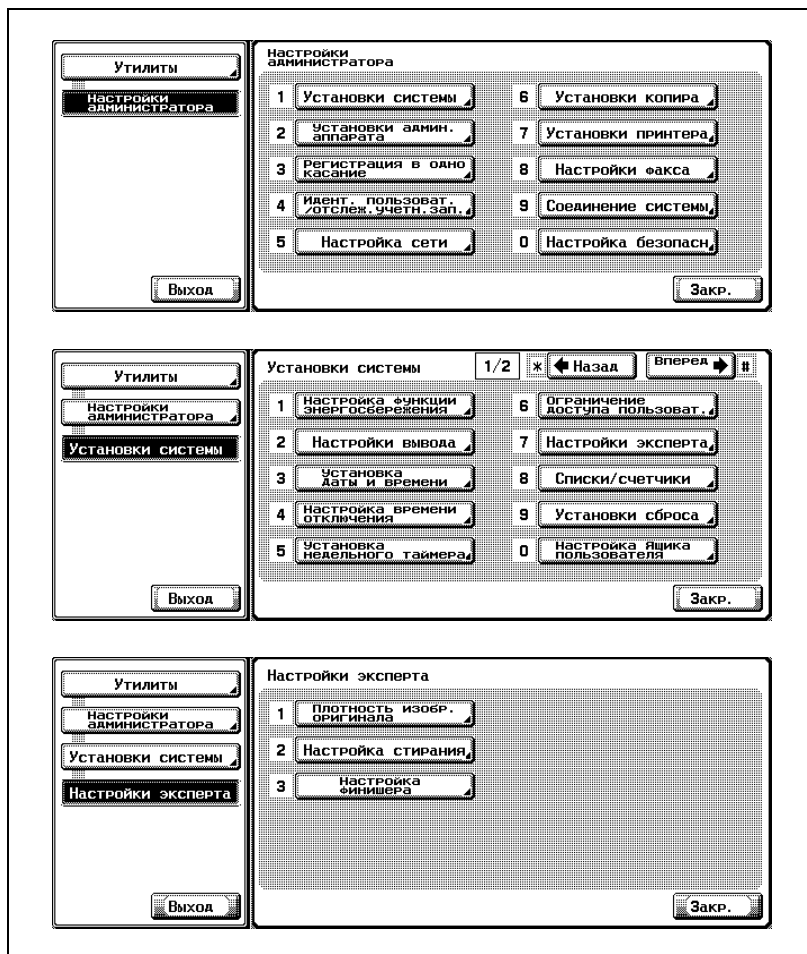 Утилиты
Настройки
администратора
Выход
Настройки
администратора
1 Установки системы
2 Установки админ.
аппарата
3 Регистрация в одно
касание
4 Идент. пользоват.
/отслеж.учетн.зап.
5 Настройка сети
6 Установки копира
7 Установки принтера
8 Настройки факса
9 Соединение системы
0 Настройка безопасн
Закр.
Утилиты
Настройки
администратора
Установки системы
Выход
Установки системы 1/2 * Назад Вперед #
1 Настройка функции
энергосбережения
2 Настройки вывода
3 Установка
даты и времени
4 Настройка времени
отключения
5 Установка
недельного таймера
6 Ограничение
доступа пользоват.
7 Настройки эксперта
8 Списки/счетчики
9 Установки сброса
0 Настройка Ящика
пользователя
Закр.
Утилиты
Настройки
администратора
Установки системы
Настройки эксперта
Выход
Настройки эксперта
1 Плотность изобр.
оригинала
2 Настройка стирания
3 Настройка
финишера
Закр.